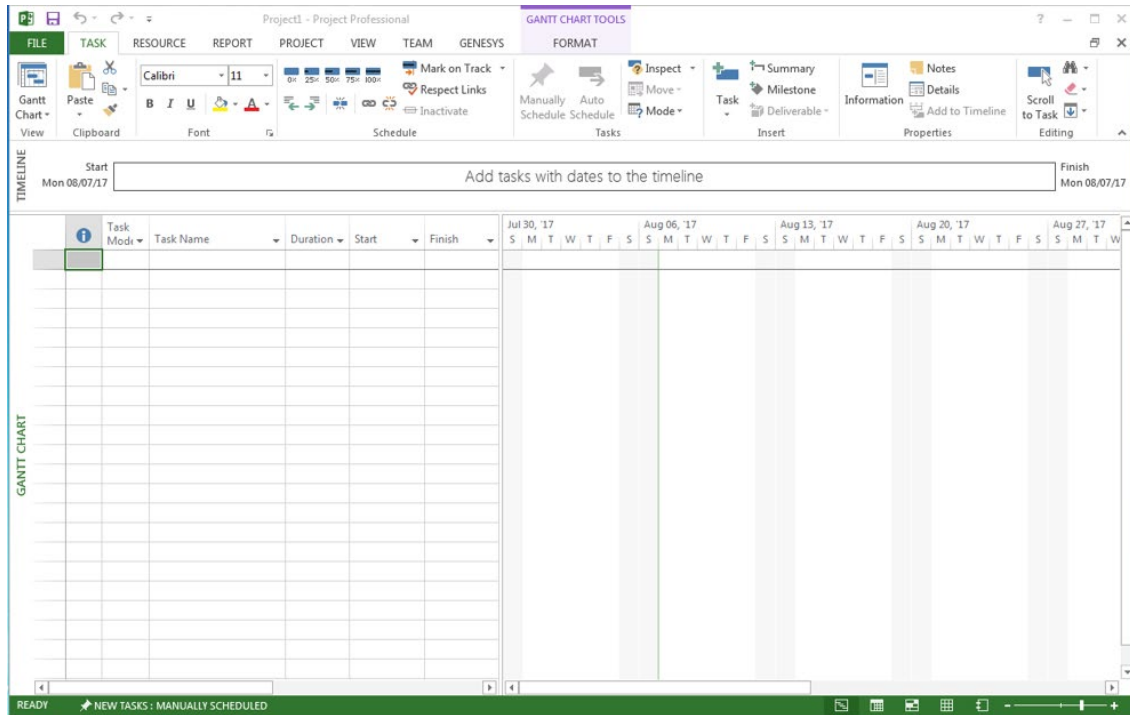 Project1 - Project Professional
GANTT CHART TOOLS
FILE TASK RESOURCE REPORT PROJECT VIEW TEAM GENESYS FORMAT
Gantt Chart
View
Paste
Clipboard
Calibri 11
B I U A
Font
0% 25% 50% 75% 100%
Mark on Track
Respect Links
Inactivate
Schedule
Manually Schedule
Auto Schedule
Inspect
Move
Mode
Tasks
Task
Summary
Milestone
Deliverable
Insert
Information
Notes
Details
Add to Timeline
Properties
Scroll to Task
Editing
TIMELINE
Start
Mon 08/07/17
Add tasks with dates to the timeline
Finish
Mon 08/07/17
Task Mode Task Name Duration Start Finish
Jul 30, '17 Aug 06, '17 Aug 13, '17 Aug 20, '17 Aug 27, '17
S M T W T F S S M T W T F S S M T W T F S S M T W T F S S M T W
GANTT CHART
READY NEW TASKS : MANUALLY SCHEDULED